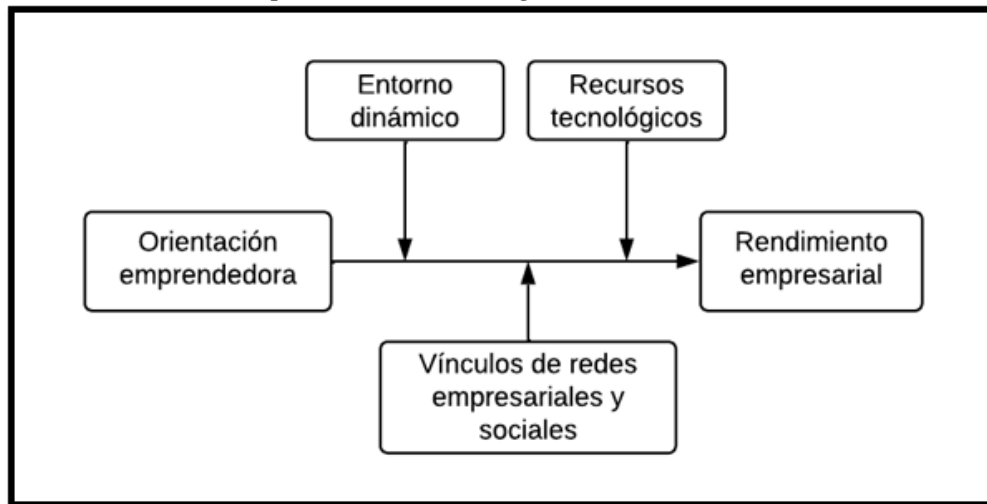 Entorno
dinámico
Recursos
tecnológicos
Orientación
emprendedora
Rendimiento
empresarial
Vínculos de redes
empresariales y
sociales